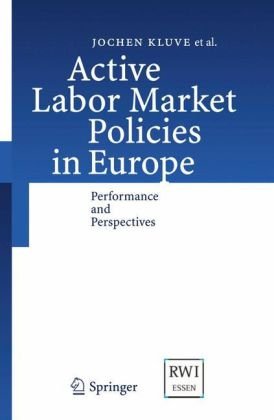 JOCHEN KLUVE et al.
Active
Labor Market
Policies
in Europe
Performance
and
Perspectives
Springer
RWI
ESSEN